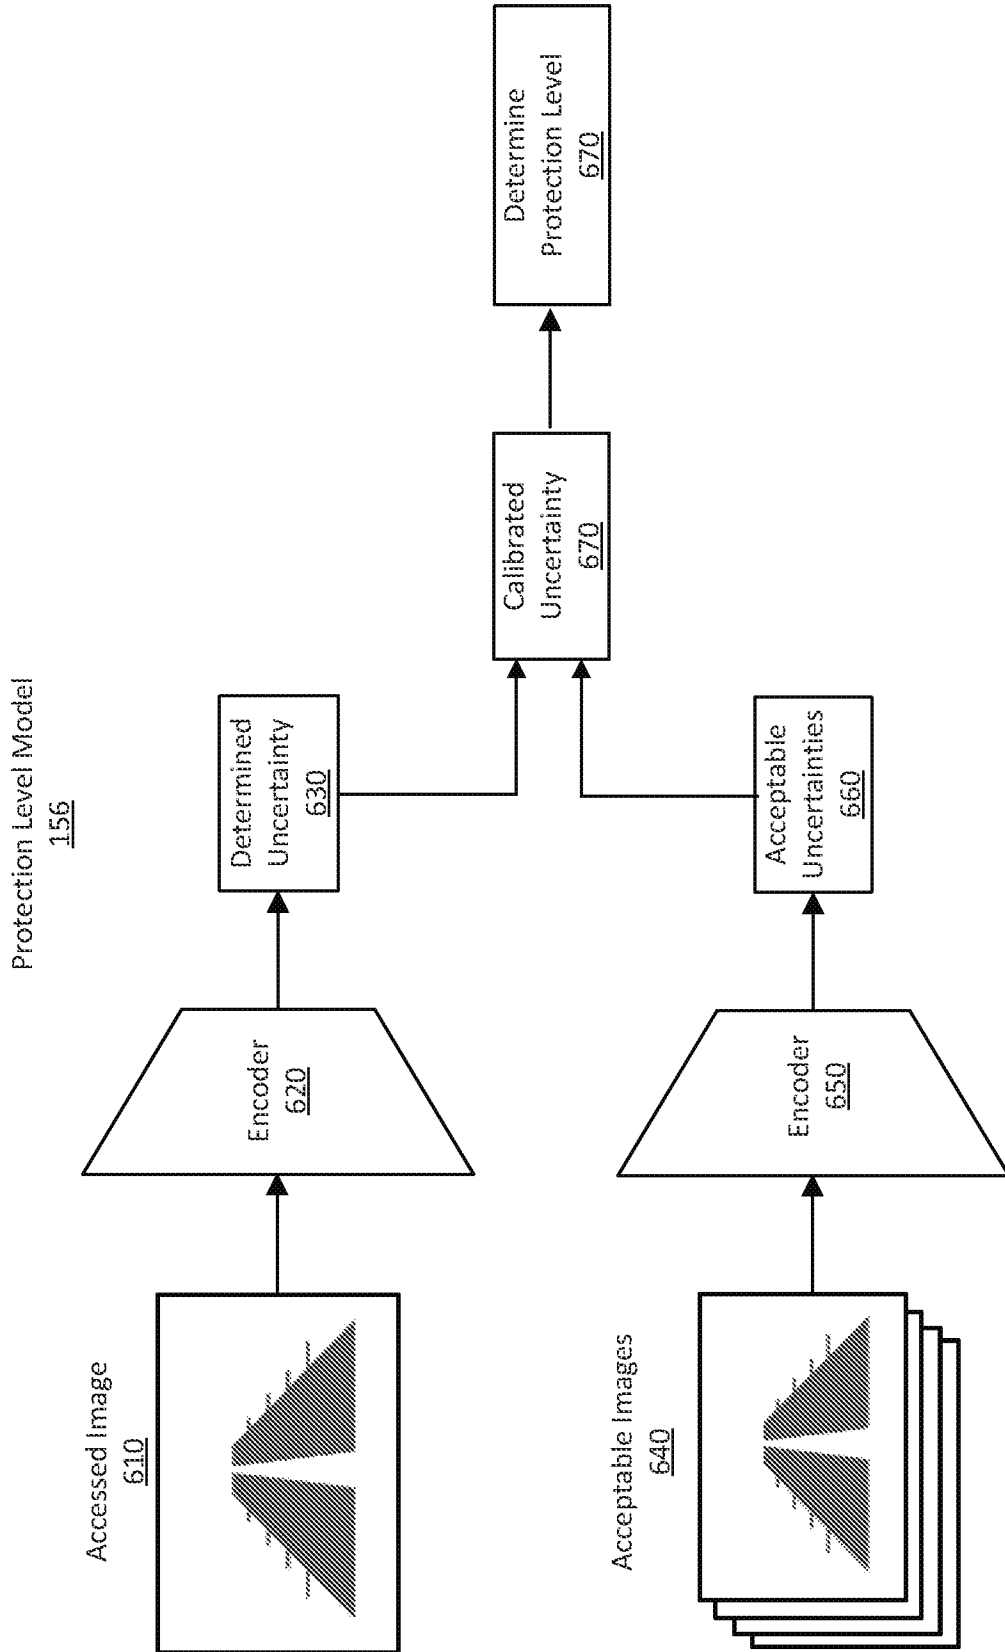 Protection Level Model
156
Accessed Image
610
Encoder
620
Determined
Uncertainty
630
Acceptable Images
640
Encoder
650
Acceptable
Uncertainties
660
Calibrated
Uncertainty
670
Determine
Protection Level
670